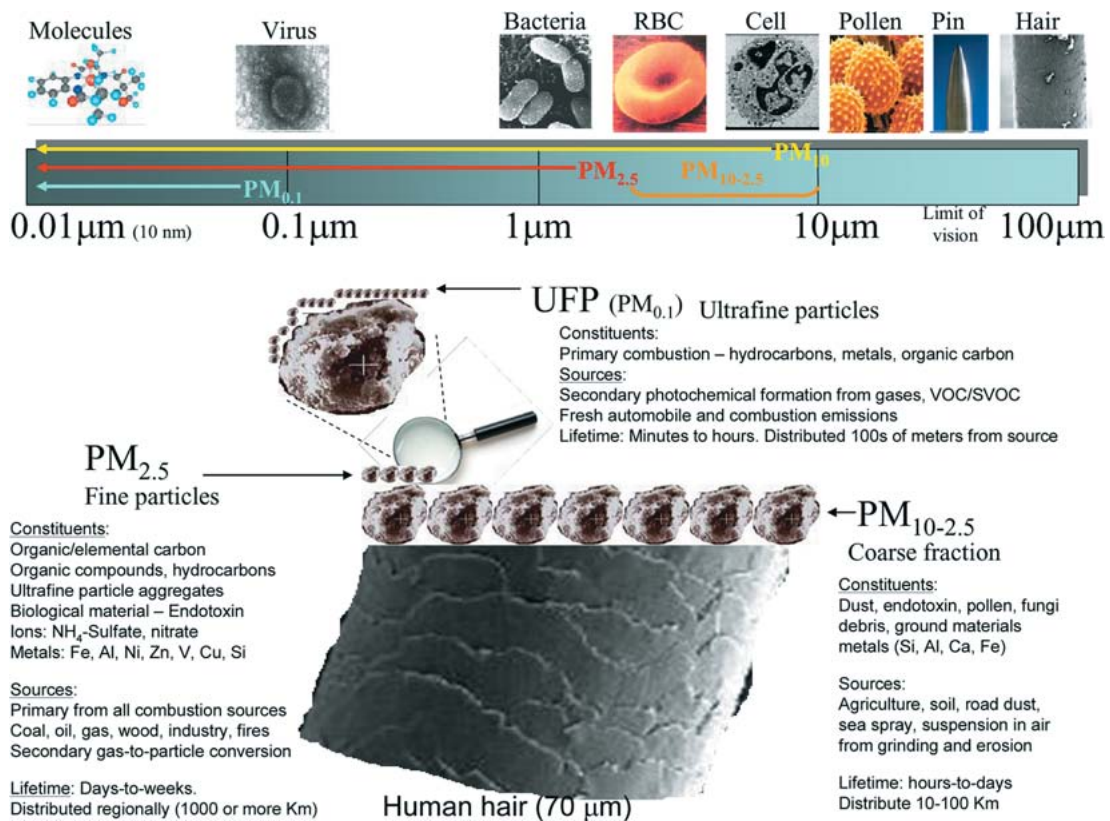 Molecules
Virus
Bacteria
RBC
Cell
Pollen
Pin
Hair
PM10
PM2.5
PM10-2.5
PM0.1
0.01μm (10 nm)
0.1μm
1μm
10μm
Limit of
vision
100μm
UFP (PM0.1) Ultrafine particles
Constituents:
Primary combustion – hydrocarbons, metals, organic carbon
Sources:
Secondary photochemical formation from gases, VOC/SVOC
Fresh automobile and combustion emissions
Lifetime: Minutes to hours. Distributed 100s of meters from source
PM2.5
Fine particles
Constituents:
Organic/elemental carbon
Organic compounds, hydrocarbons
Ultrafine particle aggregates
Biological material – Endotoxin
Ions: NH4-Sulfate, nitrate
Metals: Fe, Al, Ni, Zn, V, Cu, Si
Sources:
Primary from all combustion sources
Coal, oil, gas, wood, industry, fires
Secondary gas-to-particle conversion
Lifetime: Days-to-weeks.
Distributed regionally (1000 or more Km)
PM10-2.5
Coarse fraction
Constituents:
Dust, endotoxin, pollen, fungi
debris, ground materials
metals (Si, Al, Ca, Fe)
Sources:
Agriculture, soil, road dust,
sea spray, suspension in air
from grinding and erosion
Lifetime: hours-to-days
Distribute 10-100 Km
Human hair (70 μm)